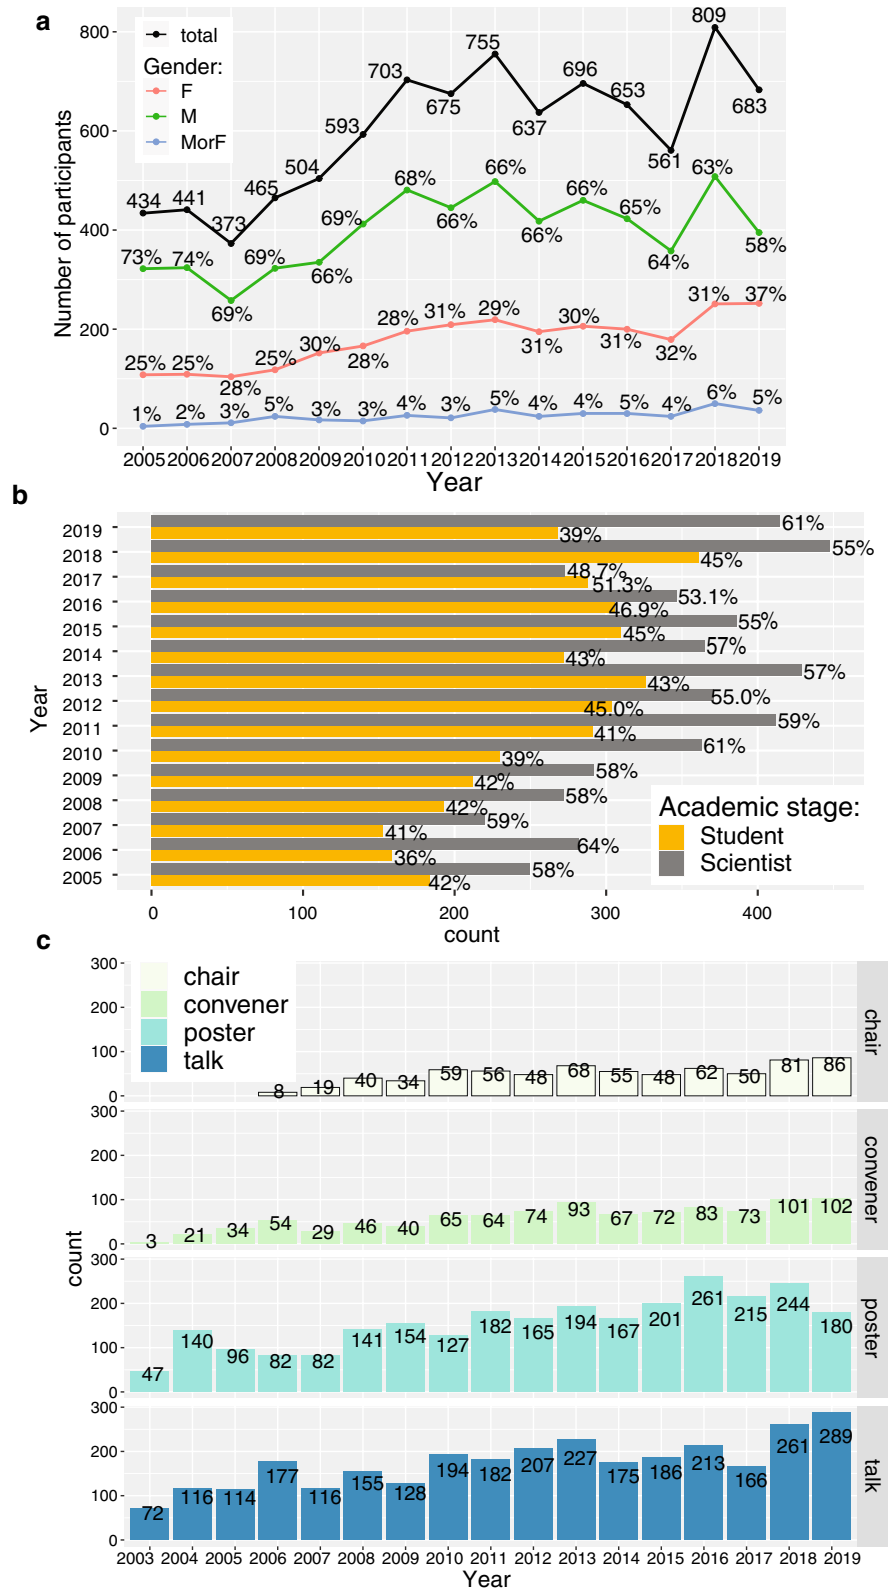 a
total
Gender:
F
M
MorF
Number of participants
800
600
400
200
0
434 441 373 465 504 593 703 675 755 637 696 653 561 809 683
73% 74% 69% 69% 66% 69% 68% 66% 66% 66% 66% 65% 64% 63% 58%
25% 25% 28% 25% 30% 28% 28% 31% 29% 31% 30% 31% 32% 31% 37%
1% 2% 3% 5% 3% 3% 4% 3% 5% 4% 4% 5% 4% 6% 5%
2005 2006 2007 2008 2009 2010 2011 2012 2013 2014 2015 2016 2017 2018 2019
Year
b
Year
2019 61%
39%
2018 55%
45%
2017 48.7%
51.3%
2016 53.1%
46.9%
2015 55%
45%
2014 57%
43%
2013 57%
43%
2012 55.0%
45.0%
2011 59%
41%
2010 61%
39%
2009 58%
42%
2008 58%
42%
2007 59%
41%
2006 64%
36%
2005 58%
42%
Academic stage:
Student
Scientist
0 100 200 300 400
count
c
chair
convener
poster
talk
count
300
200
100
0
8 19 40 34 59 56 48 68 55 48 62 50 81 86
chair
300
200
100
0
3 21 34 54 29 46 40 65 64 74 93 67 72 83 73 101 102
convener
300
200
100
0
47 140 96 82 82 141 154 127 182 165 194 167 201 261 215 244 180
poster
300
200
100
0
72 116 114 177 116 155 128 194 182 207 227 175 186 213 166 261 289
talk
2003 2004 2005 2006 2007 2008 2009 2010 2011 2012 2013 2014 2015 2016 2017 2018 2019
Year